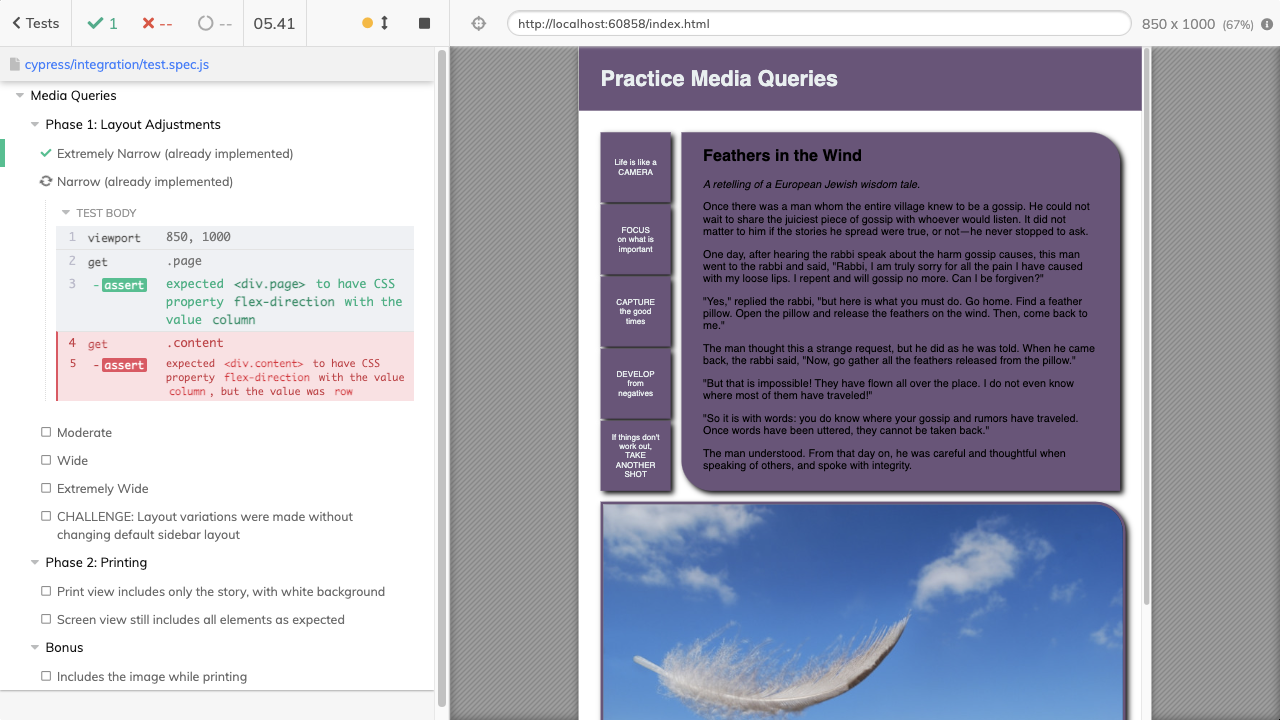 Tests
1
--
--
05.41
http://localhost:60858/index.html
850 x 1000 (67%)
cypress/integration/test.spec.js
Media Queries
Phase 1: Layout Adjustments
Extremely Narrow (already implemented)
Narrow (already implemented)
TEST BODY
1 viewport 850, 1000
2 get .page
3 -assert expected <div.page> to have CSS
property flex-direction with the
value column
4 get .content
5 -assert expected <div.content> to have CSS
property flex-direction with the value
column, but the value was row
Moderate
Wide
Extremely Wide
CHALLENGE: Layout variations were made without
changing default sidebar layout
Phase 2: Printing
Print view includes only the story, with white background
Screen view still includes all elements as expected
Bonus
Includes the image while printing
Practice Media Queries
Life is like a
CAMERA
FOCUS
on what is
important
CAPTURE
the good
times
DEVELOP
from
negatives
If things don't
work out,
TAKE
ANOTHER
SHOT
Feathers in the Wind
A retelling of a European Jewish wisdom tale.
Once there was a man whom the entire village knew to be a gossip. He could not
wait to share the juiciest piece of gossip with whoever would listen. It did not
matter to him if the stories he spread were true, or not—he never stopped to ask.
One day, after hearing the rabbi speak about the harm gossip causes, this man
went to the rabbi and said, "Rabbi, I am truly sorry for all the pain I have caused
with my loose lips. I repent and will gossip no more. Can I be forgiven?"
"Yes," replied the rabbi, "but here is what you must do. Go home. Find a feather
pillow. Open the pillow and release the feathers on the wind. Then, come back to
me."
The man thought this a strange request, but he did as he was told. When he came
back, the rabbi said, "Now, go gather all the feathers released from the pillow."
"But that is impossible! They have flown all over the place. I do not even know
where most of them have traveled!"
"So it is with words: you do know where your gossip and rumors have traveled.
Once words have been uttered, they cannot be taken back."
The man understood. From that day on, he was careful and thoughtful when
speaking of others, and spoke with integrity.